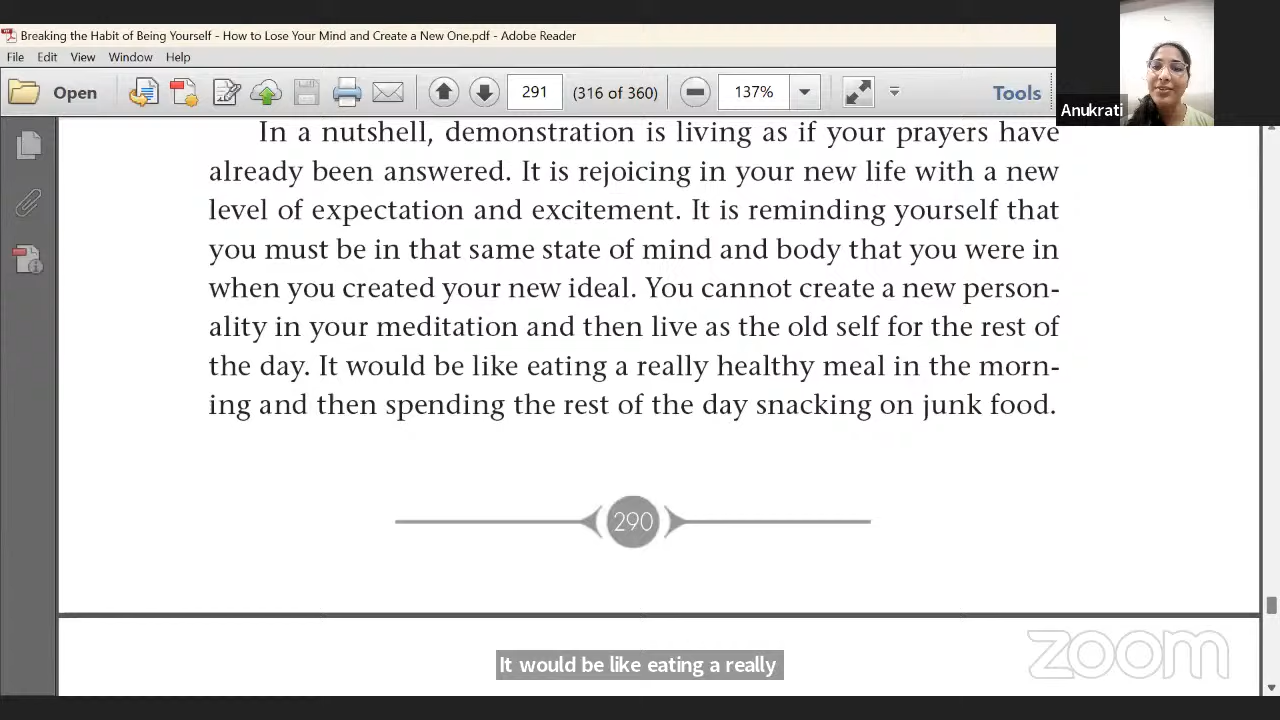 Breaking the Habit of Being Yourself - How to Lose Your Mind and Create a New One.pdf - Adobe Reader
File Edit View Window Help
Open 291 (316 of 360) 137% Tools
Anukrati
In a nutshell, demonstration is living as if your prayers have
already been answered. It is rejoicing in your new life with a new
level of expectation and excitement. It is reminding yourself that
you must be in that same state of mind and body that you were in
when you created your new ideal. You cannot create a new person-
ality in your meditation and then live as the old self for the rest of
the day. It would be like eating a really healthy meal in the morn-
ing and then spending the rest of the day snacking on junk food.
290
zoom
It would be like eating a really